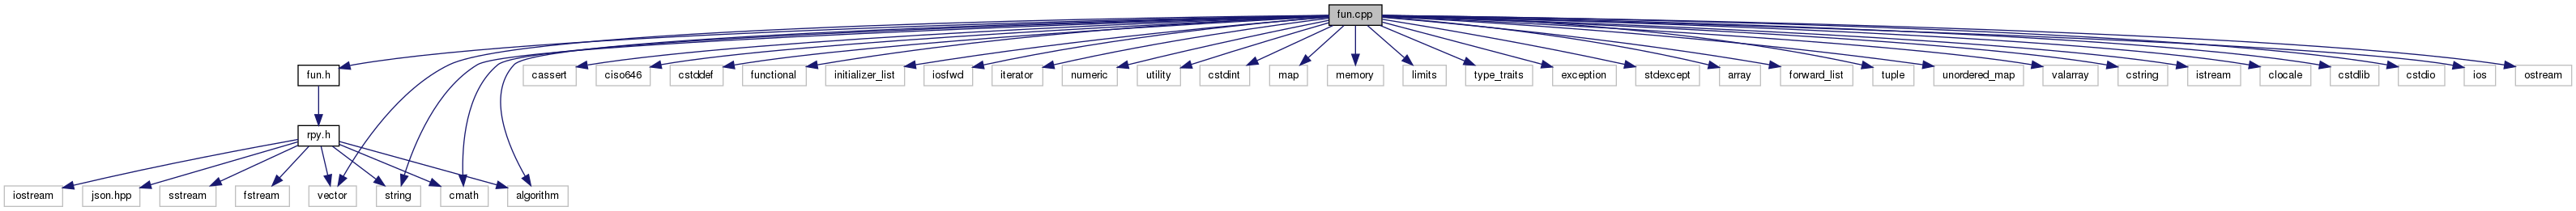 fun.cpp
fun.h
cassert
ciso646
cstddef
functional
initializer_list
iosfwd
iterator
numeric
utility
cstdint
map
memory
limits
type_traits
exception
stdexcept
array
forward_list
tuple
unordered_map
valarray
cstring
istream
clocale
cstdlib
cstdio
ios
ostream
rpy.h
iostream
json.hpp
sstream
fstream
vector
string
cmath
algorithm